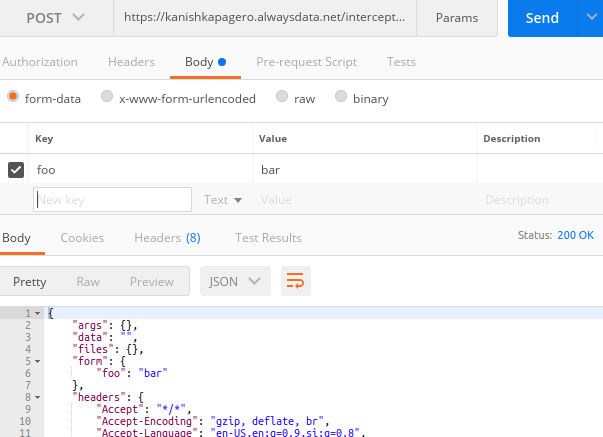 POST https://kanishkapagero.alwaysdata.net/intercept... Params Send
Authorization Headers Body Pre-request Script Tests
form-data x-www-form-urlencoded raw binary
Key Value Description
foo bar
New key Text Value Description
Body Cookies Headers (8) Test Results Status: 200 OK
Pretty Raw Preview JSON
1 {
2 "args": {},
3 "data": "",
4 "files": {},
5 "form": {
6 "foo": "bar"
7 },
8 "headers": {
9 "Accept": "*/*",
10 "Accept-Encoding": "gzip, deflate, br",
11 "Accept-Language": "en-US,en;q=0.9,si;q=0.8",